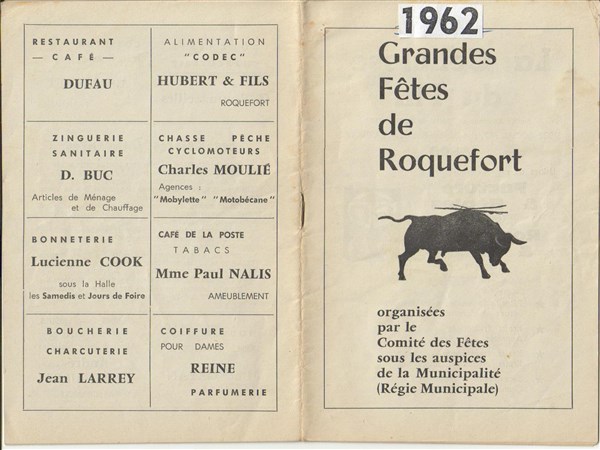 RESTAURANT
— CAFÉ —
DUFAU
ALIMENTATION
"CODEC"
HUBERT & FILS
ROQUEFORT
ZINGUERIE
SANITAIRE
D. BUC
Articles de Ménage
et de Chauffage
CHASSE PÊCHE
CYCLOMOTEURS
Charles MOULIÉ
Agences :
"Mobylette" "Motobécane"
BONNETERIE
Lucienne COOK
sous la Halle
les Samedis et Jours de Foire
CAFÉ DE LA POSTE
TABACS
Mme Paul NALIS
AMEUBLEMENT
BOUCHERIE
CHARCUTERIE
Jean LARREY
COIFFURE
POUR DAMES
REINE
PARFUMERIE
1962
Grandes
Fêtes
de
Roquefort
organisées
par le
Comité des Fêtes
sous les auspices
de la Municipalité
(Régie Municipale)